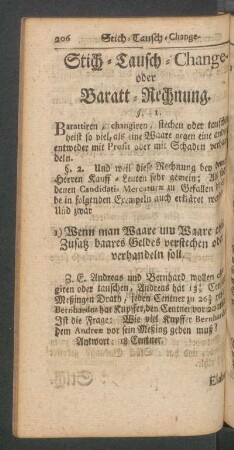 206 Stich-Tausch-Change-
Stich-Tausch-Change-
oder
Baratt-Rechnung.
§. 1.
Barattiren, changiren, stechen oder
heist so viel, als eine Waare gegen eine
entweder mit Profit oder mit Schaden
§. 2. Und weil diese Rechnung bey
Herren Kauff-Leuten sehr gemein; Als
denen Candidatis Mercaturæ zu Gefallen
be in folgenden Exempeln auch erkläret
Und zwar
1) Wenn man Waare um Waare
Zusatz baares Geldes verstechen
verhandeln soll.
Z. E. Andreas und Bernhard wollen
giren oder tauschen, Andreas hat 13½
Meßingen Drath, jeden Centner zu 26⅔
Bernhardus hat Kupffer, den Centner vor 20
Ist die Frage: Wie viel Kupffer Bernhard
dem Andreæ vor sein Meßing geben muß?
Antwort: 18 Centner.